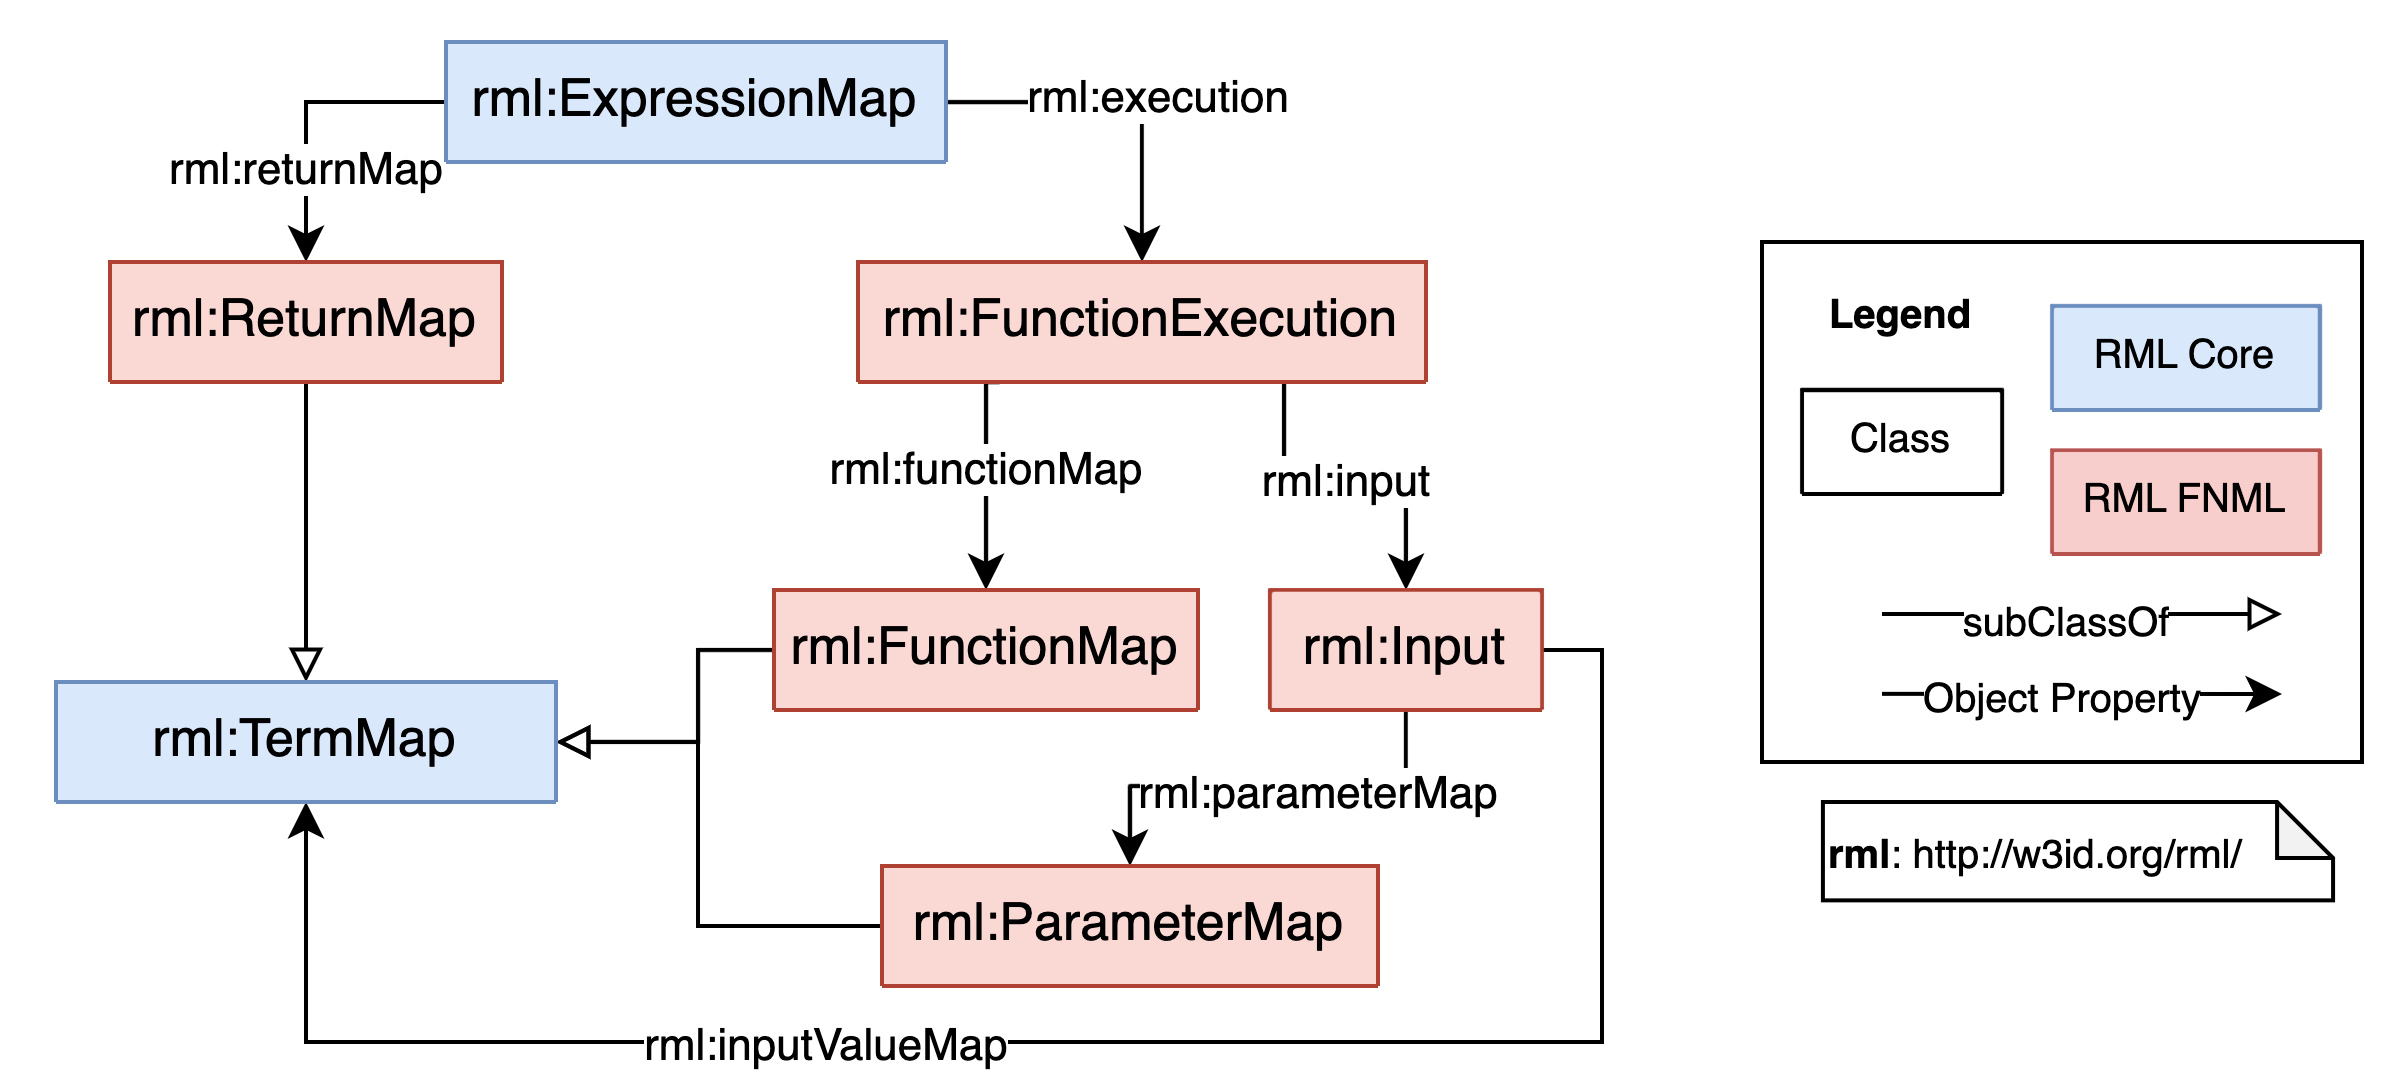 rml:ExpressionMap
rml:execution
rml:returnMap
rml:ReturnMap
rml:FunctionExecution
rml:functionMap
rml:input
rml:FunctionMap
rml:Input
rml:TermMap
rml:parameterMap
rml:ParameterMap
rml:inputValueMap
Legend
RML Core
Class
RML FNML
subClassOf
Object Property
rml: http://w3id.org/rml/